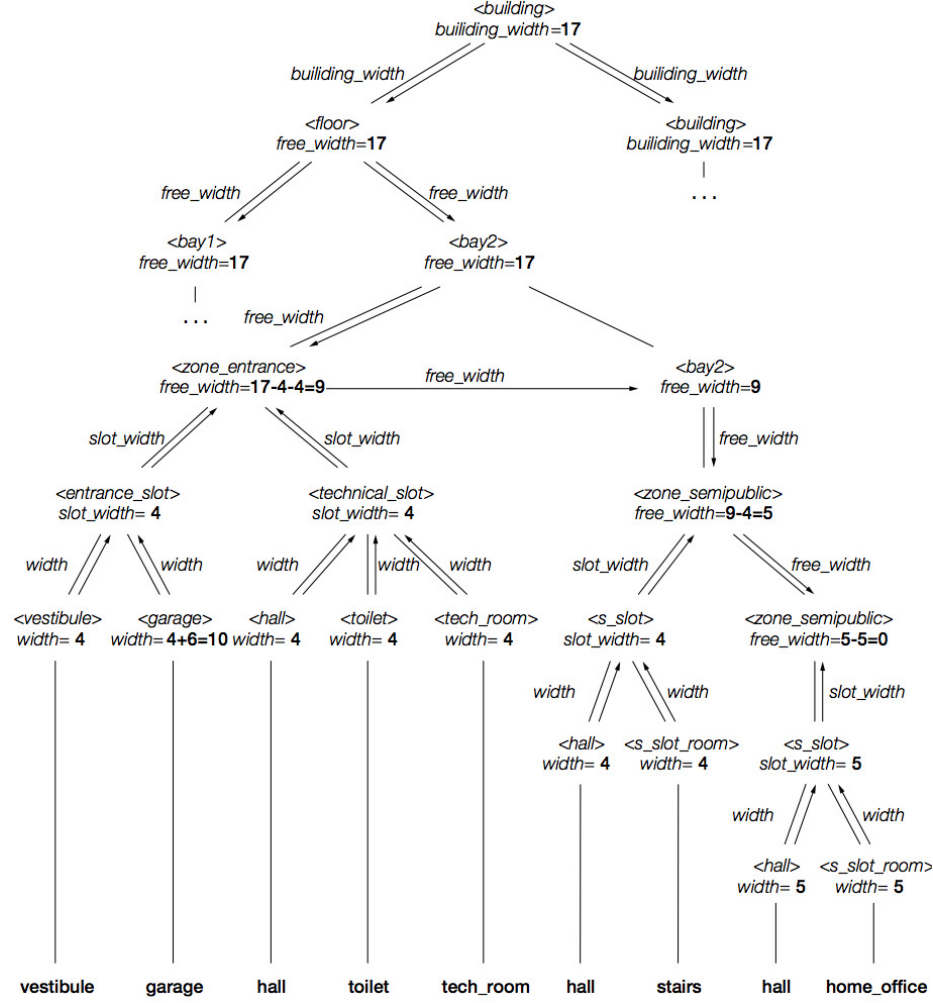 <building>
builiding_width=17
builiding_width
builiding_width
<floor>
free_width=17
<building>
builiding_width=17
...
free_width
free_width
<bay1>
free_width=17
<bay2>
free_width=17
...
free_width
<zone_entrance>
free_width=17-4-4=9
free_width
<bay2>
free_width=9
slot_width
slot_width
free_width
<entrance_slot>
slot_width= 4
<technical_slot>
slot_width= 4
<zone_semipublic>
free_width=9-4=5
width
width
width
width
width
slot_width
free_width
<vestibule>
width= 4
<garage>
width=4+6=10
<hall>
width= 4
<toilet>
width= 4
<tech_room>
width= 4
<s_slot>
slot_width= 4
<zone_semipublic>
free_width=5-5=0
width
width
slot_width
<hall>
width= 4
<s_slot_room>
width= 4
<s_slot>
slot_width= 5
width
width
<hall>
width= 5
<s_slot_room>
width= 5
vestibule
garage
hall
toilet
tech_room
hall
stairs
hall
home_office